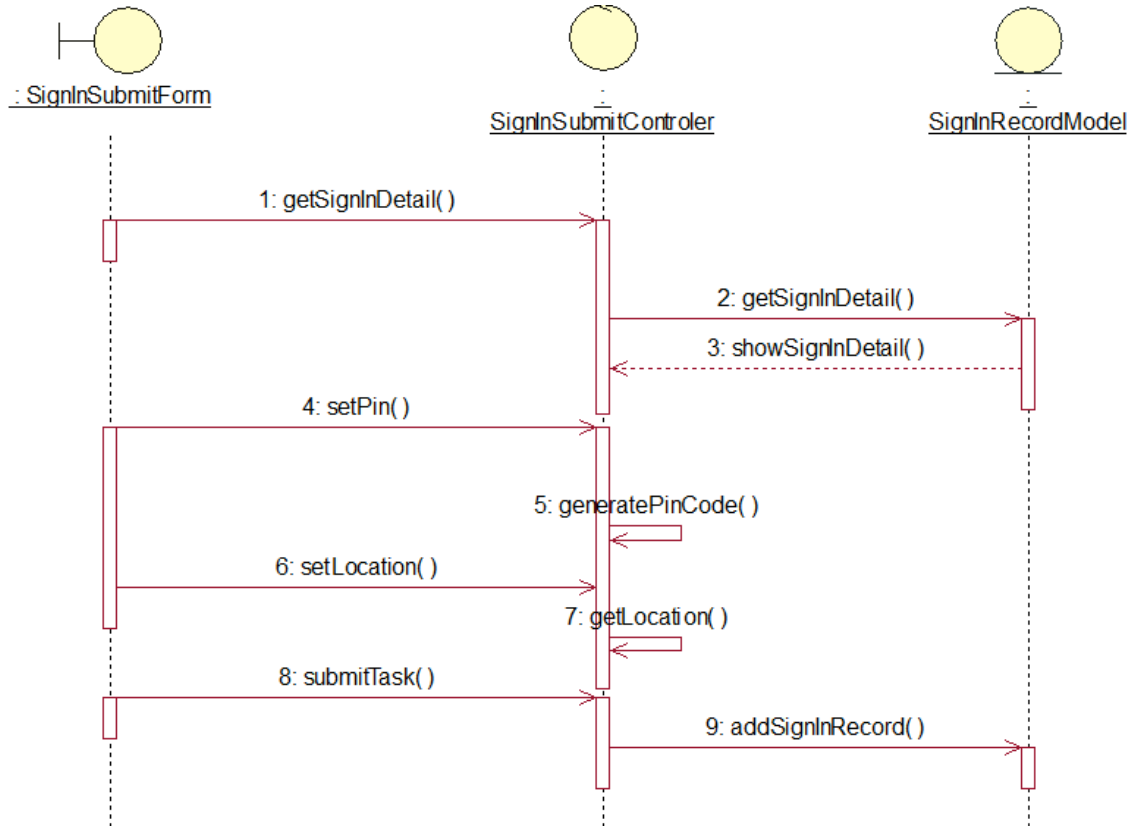 : SignInSubmitForm
:
SignInSubmitControler
:
SignInRecordModel
1: getSignInDetail( )
2: getSignInDetail( )
3: showSignInDetail( )
4: setPin( )
5: generatePinCode( )
6: setLocation( )
7: getLocation( )
8: submitTask( )
9: addSignInRecord( )